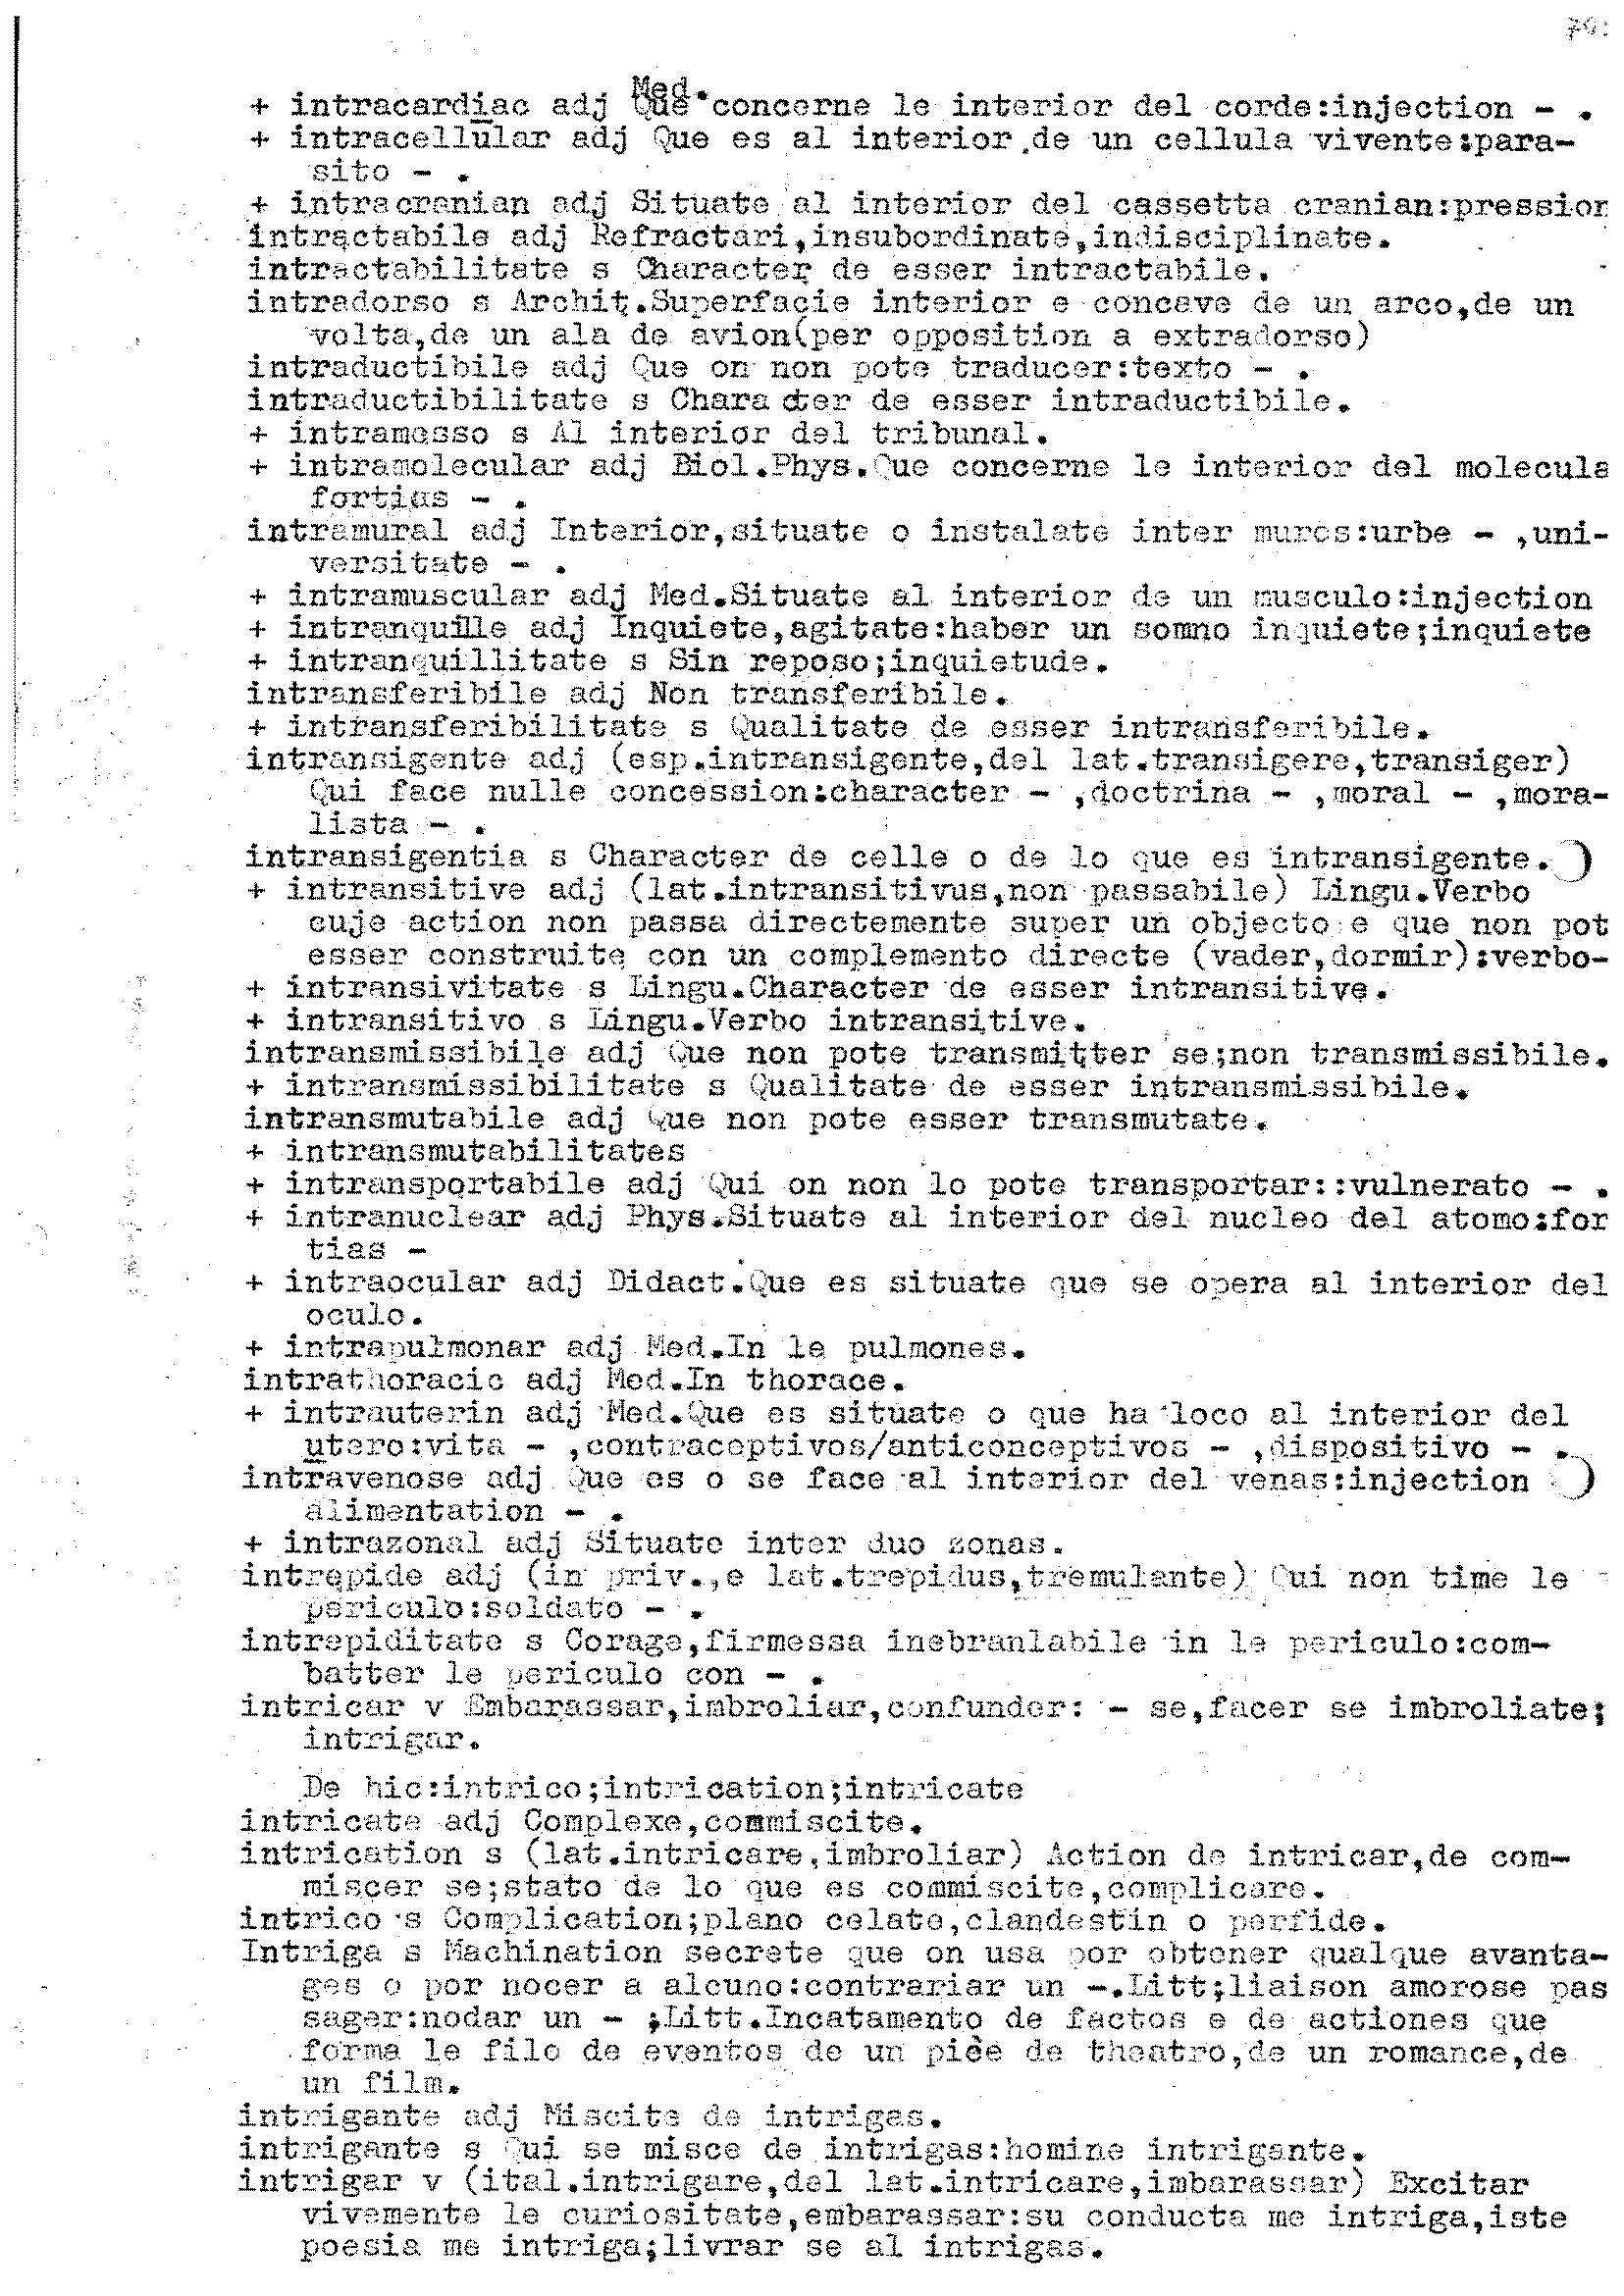 Med.
+ intracardiac adj Que concerne le interior del corde:injection - .
+ intracellular adj Que es al interior de un cellula vivente:para-
sito - .
+ intracranian adj Situate al interior del cassetta cranian:pression
intractabile adj Refractari,insubordinate,indisciplinate.
intractabilitate s Character de esser intractabile.
intradorso s Archit.Superfacie interior e concave de un arco,de un
volta,de un ala de avion(per opposition a extradorso)
intraductibile adj Que on non pote traducer:texto - .
intraductibilitate s Character de esser intraductibile.
+ intramesso s Al interior del tribunal.
+ intramolecular adj Biol.Phys.Que concerne le interior del molecula
fortias - .
intramural adj Interior,situate o instalate inter muros:urbe - ,uni-
versitate - .
+ intramuscular adj Med.Situate al interior de un musculo:injection
+ intranquille adj Inquiete,agitate:haber un somno inquiete;inquiete
+ intranquillitate s Sin reposo;inquietude.
intransferibile adj Non transferibile.
+ intransferibilitate s Qualitate de esser intransferibile.
intransigente adj (esp.intransigente,del lat.transigere,transiger)
Qui face nulle concession:character - ,doctrina - ,moral - ,mora-
lista - .
intransigentia s Character de celle o de lo que es intransigente.)
+ intransitive adj (lat.intransitivus,non passabile) Lingu.Verbo
cuje action non passa directemente super un objecto e que non pot
esser construite con un complemento directe (vader,dormir):verbo-
+ intransivitate s Lingu.Character de esser intransitive.
+ intransitivo s Lingu.Verbo intransitive.
intransmissibile adj Que non pote transmitter se;non transmissibile.
+ intransmissibilitate s Qualitate de esser intransmissibile.
intransmutabile adj Que non pote esser transmutate.
+ intransmutabilitates
+ intransportabile adj Qui on non lo pote transportar::vulnerato - .
+ intranuclear adj Phys.Situate al interior del nucleo del atomo:for
tias -
+ intraocular adj Didact.Que es situate que se opera al interior del
oculo.
+ intrapulmonar adj Med.In le pulmones.
intrathoracic adj Med.In thorace.
+ intrauterin adj Med.Que es situate o que ha loco al interior del
utero:vita - ,contraceptivos/anticonceptivos - ,dispositivo - .
intravenose adj Que es o se face al interior del venas:injection )
alimentation - .
+ intrazonal adj Situate inter duo zonas.
intrepide adj (in priv.,e lat.trepidus,tremulante) Qui non time le
periculo:soldato - .
intrepiditate s Corage,firmessa inebranlabile in le periculo:com-
batter le periculo con - .
intricar v Embarassar,imbroliar,confunder: - se,facer se imbroliate;
intrigar.
De hic:intrico;intrication;intricate
intricate adj Complexe,commiscite.
intrication s (lat.intricare,imbroliar) Action de intricar,de com-
miscer se;stato de lo que es commiscite,complicare.
intrico s Complication;plano celate,clandestin o perfide.
Intriga s Machination secrete que on usa por obtener qualque avanta-
ges o por nocer a alcuno:contrariar un -.Litt;liaison amorose pas
sager:nodar un - ;Litt.Incatamento de factos e de actiones que
forma le filo de eventos de un pièe de theatro,de un romance,de
un film.
intrigante adj Miscite de intrigas.
intrigante s Qui se misce de intrigas:homine intrigante.
intrigar v (ital.intrigare,del lat.intricare,imbarassar) Excitar
vivemente le curiositate,embarassar:su conducta me intriga,iste
poesia me intriga;livrar se al intrigas.